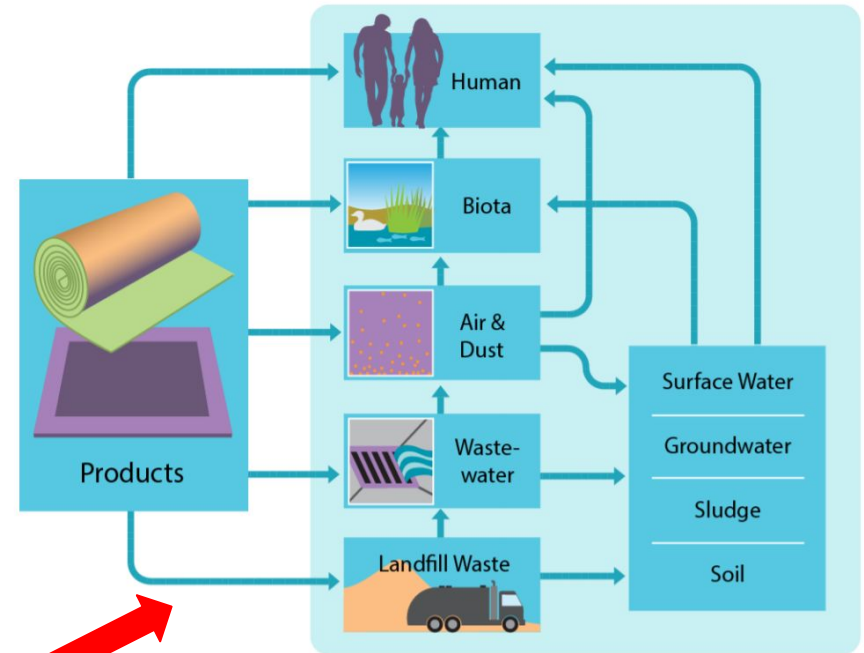 Human
Biota
Air &
Dust
Waste-
water
Landfill Waste
Products
Surface Water
Groundwater
Sludge
Soil